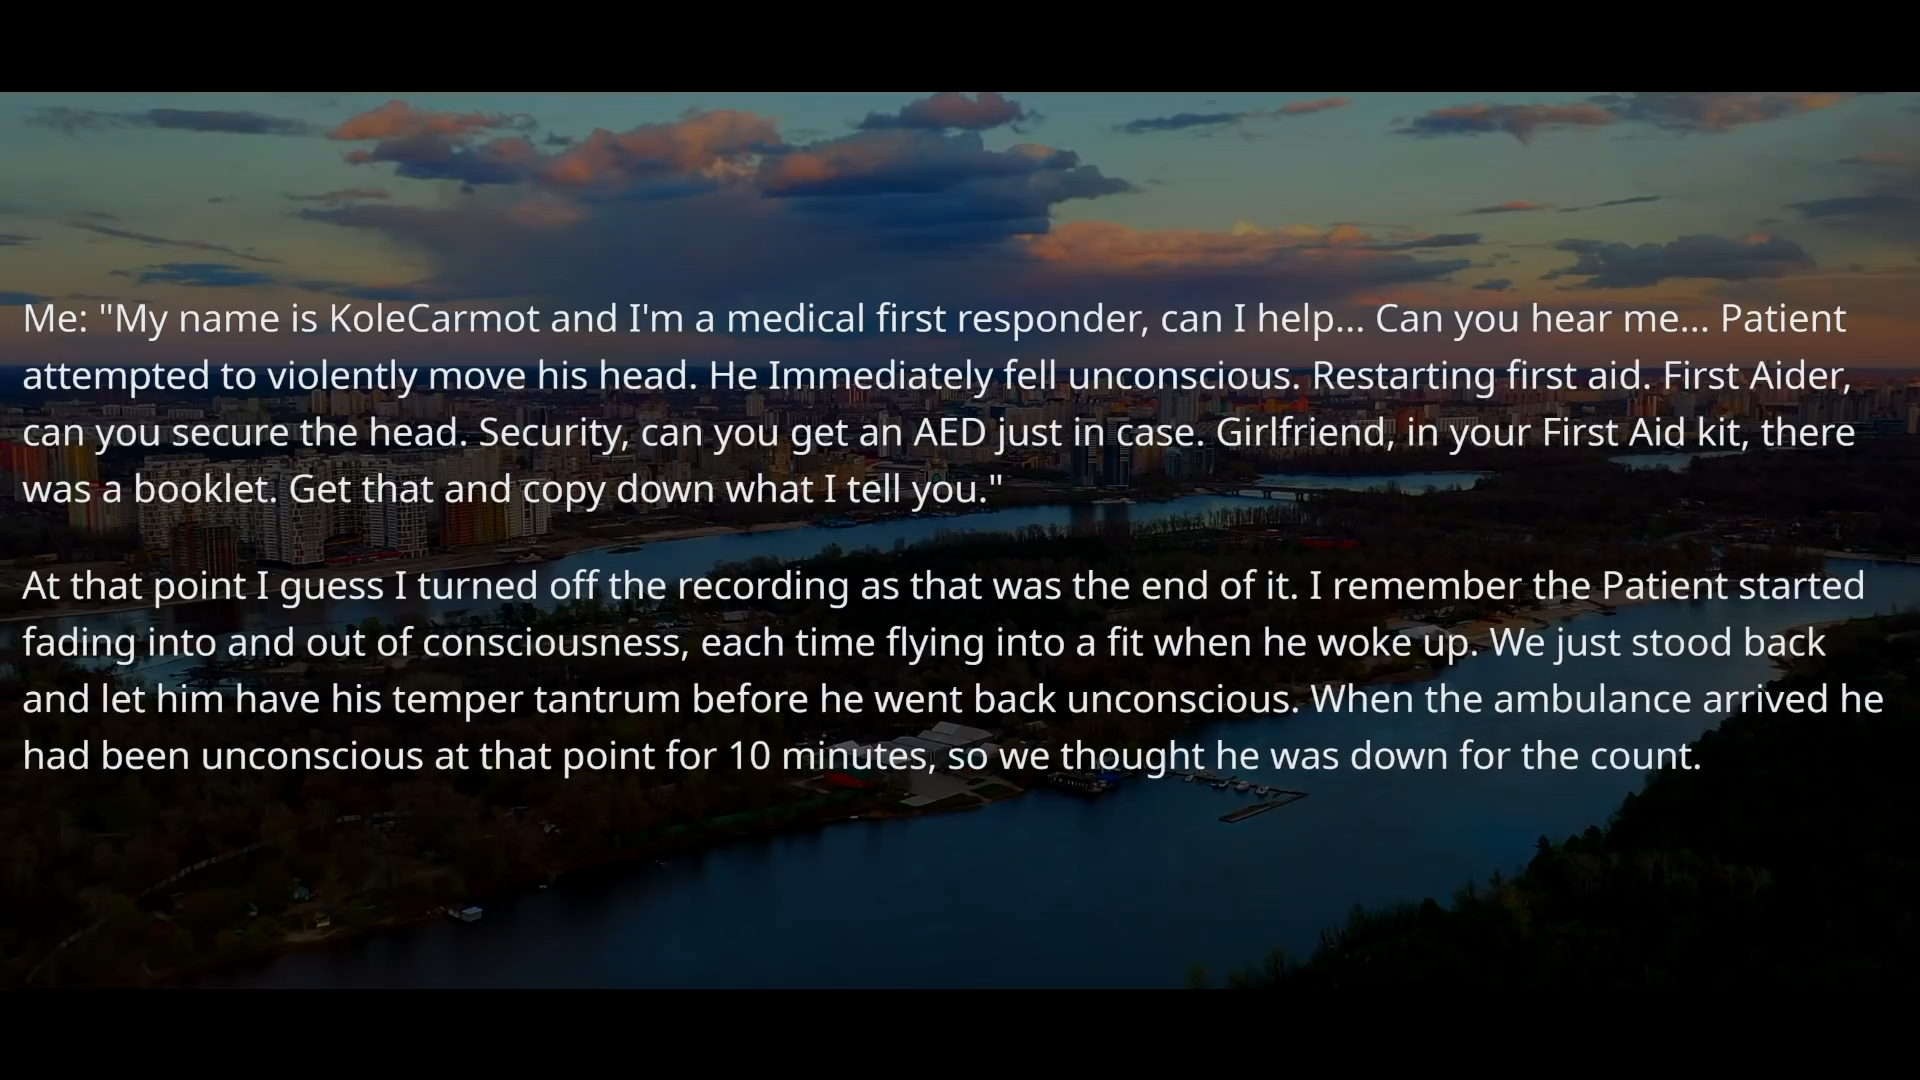 Me: "My name is KoleCarmot and I'm a medical first responder, can I help... Can you hear me... Patient
attempted to violently move his head. He Immediately fell unconscious. Restarting first aid. First Aider,
can you secure the head. Security, can you get an AED just in case. Girlfriend, in your First Aid kit, there
was a booklet. Get that and copy down what I tell you."
At that point I guess I turned off the recording as that was the end of it. I remember the Patient started
fading into and out of consciousness, each time flying into a fit when he woke up. We just stood back
and let him have his temper tantrum before he went back unconscious. When the ambulance arrived he
had been unconscious at that point for 10 minutes, so we thought he was down for the count.